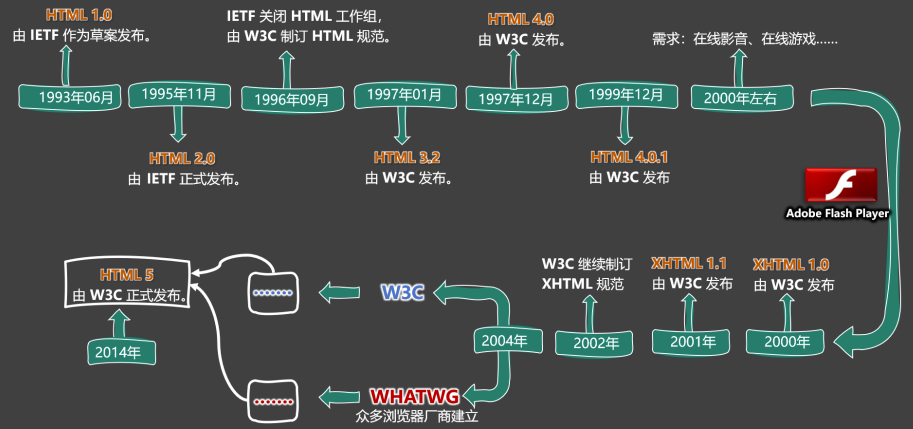 HTML 1.0
由 IETF 作为草案发布。
1993年06月
1995年11月
HTML 2.0
由 IETF 正式发布。
IETF 关闭 HTML 工作组，
由 W3C 制订 HTML 规范。
1996年09月
1997年01月
HTML 3.2
由 W3C 发布。
HTML 4.0
由 W3C 发布。
1997年12月
1999年12月
HTML 4.0.1
由 W3C 发布
需求：在线影音、在线游戏......
2000年左右
Adobe Flash Player
XHTML 1.0
由 W3C 发布
2000年
XHTML 1.1
由 W3C 发布
2001年
W3C 继续制订
XHTML 规范
2002年
2004年
W3C
WHATWG
众多浏览器厂商建立
HTML 5
由 W3C 正式发布。
2014年